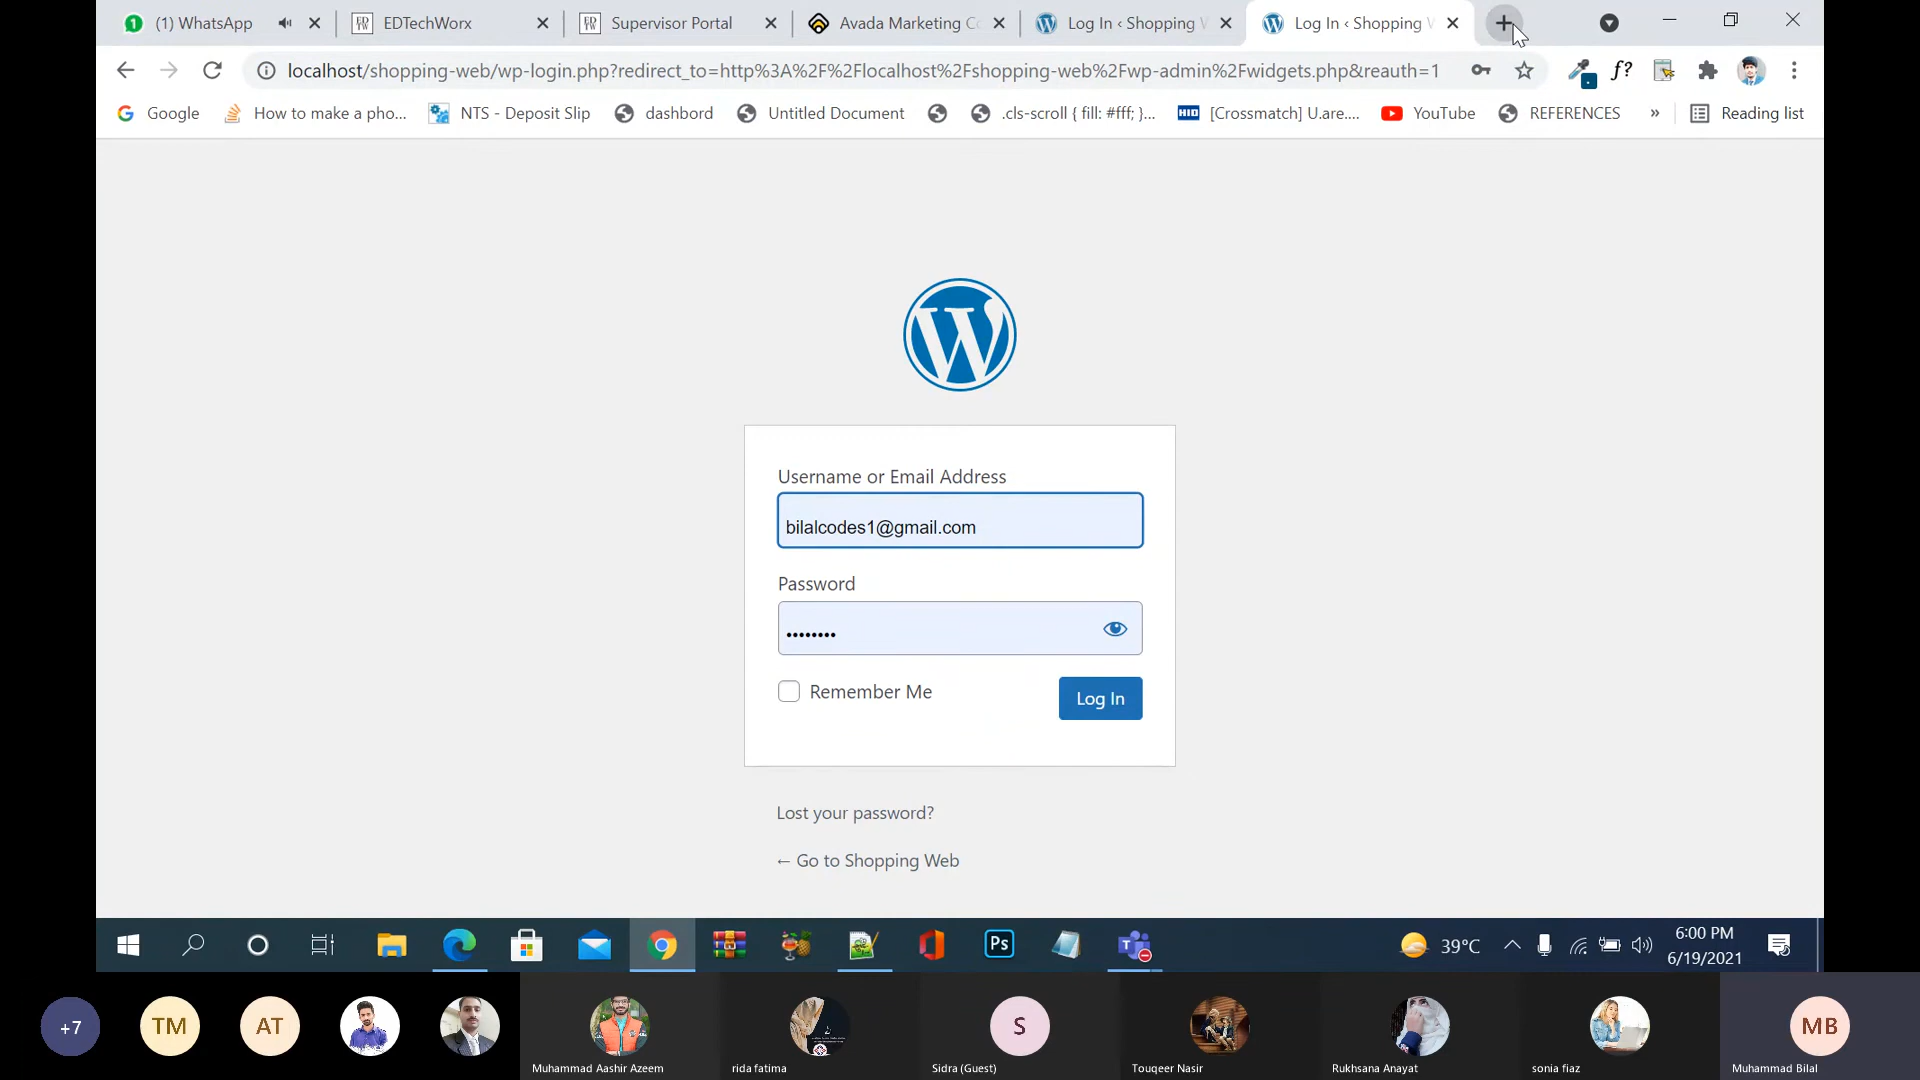 (1) WhatsApp
EDTechWorx
Supervisor Portal
Avada Marketing Co
Log In ‹ Shopping W
Log In ‹ Shopping W
localhost/shopping-web/wp-login.php?redirect_to=http%3A%2F%2Flocalhost%2Fshopping-web%2Fwp-admin%2Fwidgets.php&reauth=1
f?
Google
How to make a pho...
NTS - Deposit Slip
dashbord
Untitled Document
.cls-scroll { fill: #fff; }...
HID
[Crossmatch] U.are....
YouTube
REFERENCES
»
Reading list
Username or Email Address
bilalcodes1@gmail.com
Password
••••••••
Remember Me
Log In
Lost your password?
← Go to Shopping Web
Ps
39°C
6:00 PM
6/19/2021
+7
TM
AT
S
MB
Muhammad Aashir Azeem
rida fatima
Sidra (Guest)
Touqeer Nasir
Rukhsana Anayat
sonia fiaz
Muhammad Bilal